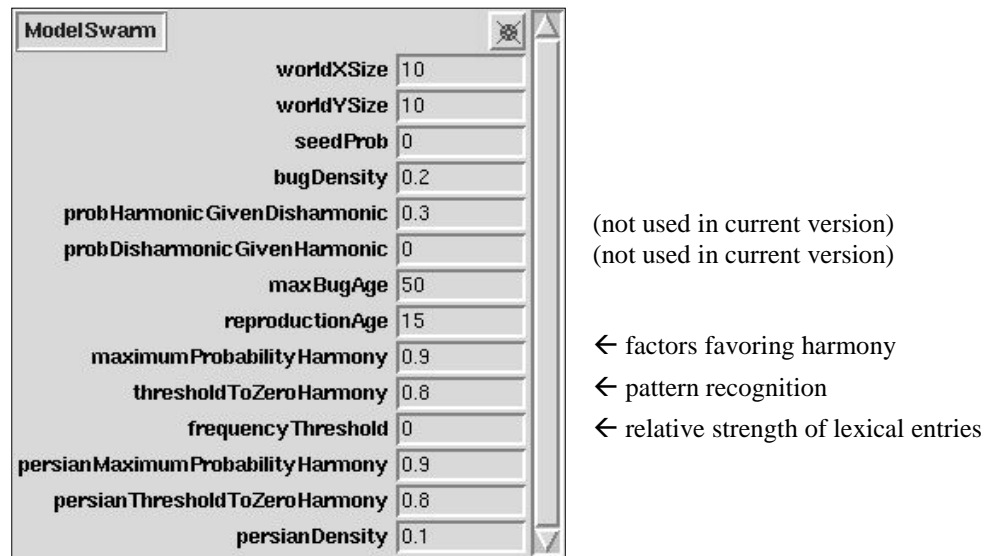 ModelSwarm
worldXSize 10
worldYSize 10
seedProb 0
bugDensity 0.2
probHarmonicGivenDisharmonic 0.3 (not used in current version)
probDisharmonicGivenHarmonic 0 (not used in current version)
maxBugAge 50
reproductionAge 15
maximumProbabilityHarmony 0.9 ← factors favoring harmony
thresholdToZeroHarmony 0.8 ← pattern recognition
frequencyThreshold 0 ← relative strength of lexical entries
persianMaximumProbabilityHarmony 0.9
persianThresholdToZeroHarmony 0.8
persianDensity 0.1